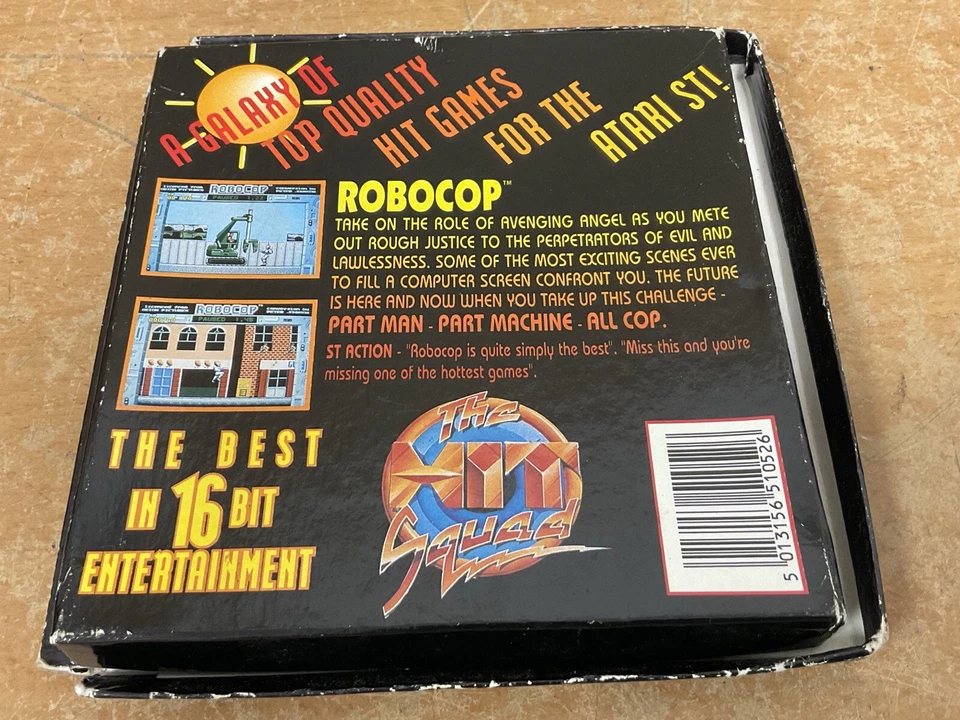 A GALAXY OF
TOP QUALITY
HIT GAMES
FOR THE
ATARI ST!
ROBOCOP™
TAKE ON THE ROLE OF AVENGING ANGEL AS YOU METE
OUT ROUGH JUSTICE TO THE PERPETRATORS OF EVIL AND
LAWLESSNESS. SOME OF THE MOST EXCITING SCENES EVER
TO FILL A COMPUTER SCREEN CONFRONT YOU. THE FUTURE
IS HERE AND NOW WHEN YOU TAKE UP THIS CHALLENGE -
PART MAN - PART MACHINE - ALL COP.
ST ACTION - "Robocop is quite simply the best". "Miss this and you're
missing one of the hottest games".
ROBOCOP
PAUSED
ROBOCOP
PAUSED
THE BEST
IN 16 BIT
ENTERTAINMENT
The
HIT
Squad
5 013156 510526